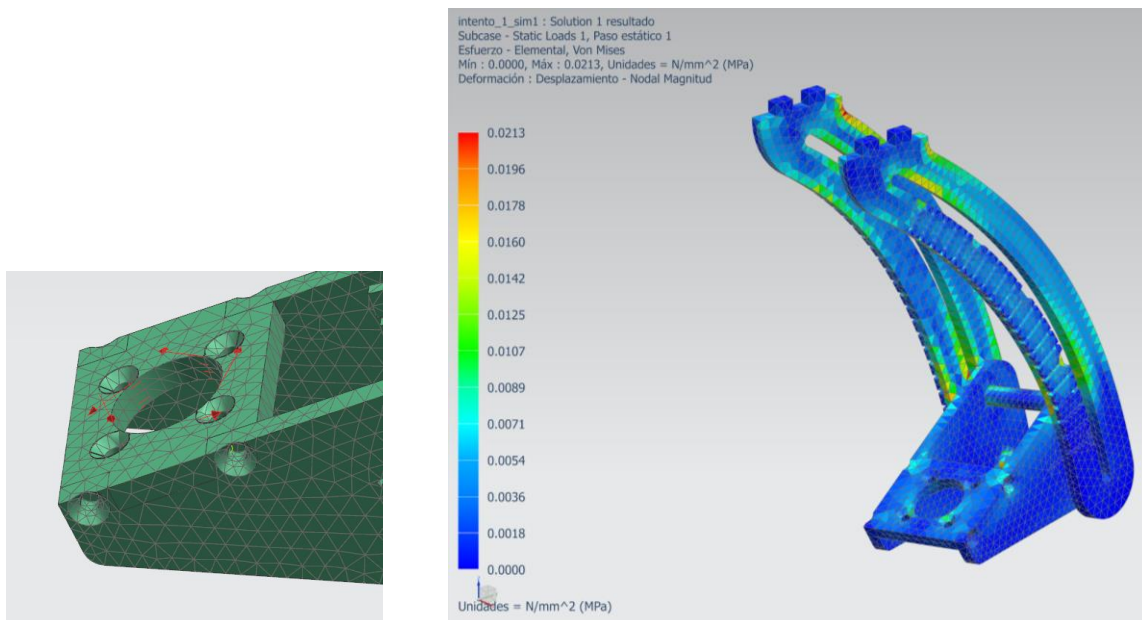 intento_1_sim1 : Solution 1 resultado
Subcase - Static Loads 1, Paso estático 1
Esfuerzo - Elemental, Von Mises
Mín : 0.0000, Máx : 0.0213, Unidades = N/mm^2 (MPa)
Deformación : Desplazamiento - Nodal Magnitud
0.0213
0.0196
0.0178
0.0160
0.0142
0.0125
0.0107
0.0089
0.0071
0.0054
0.0036
0.0018
0.0000
Unidades = N/mm^2 (MPa)